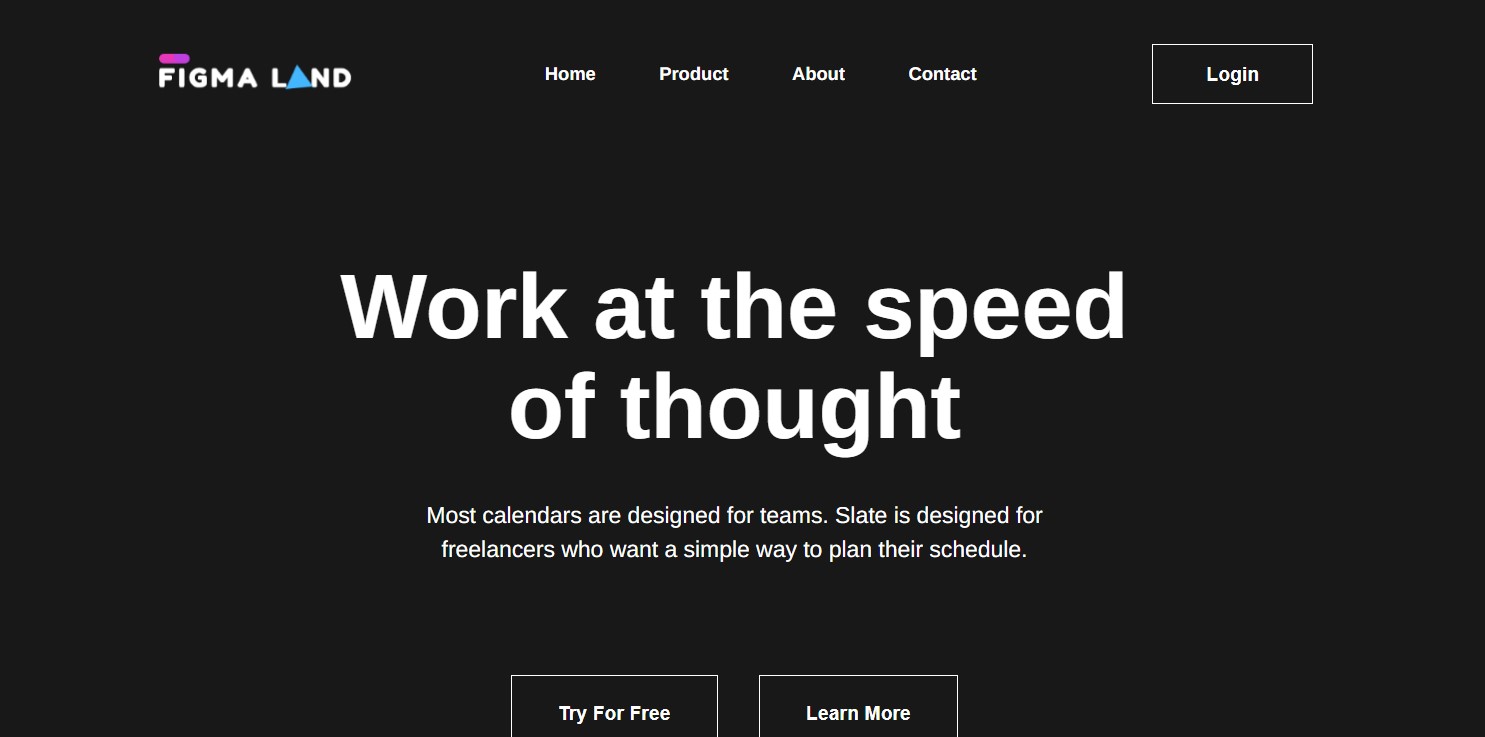 FIGMA LAND
Home
Product
About
Contact
Login
Work at the speed
of thought
Most calendars are designed for teams. Slate is designed for
freelancers who want a simple way to plan their schedule.
Try For Free
Learn More